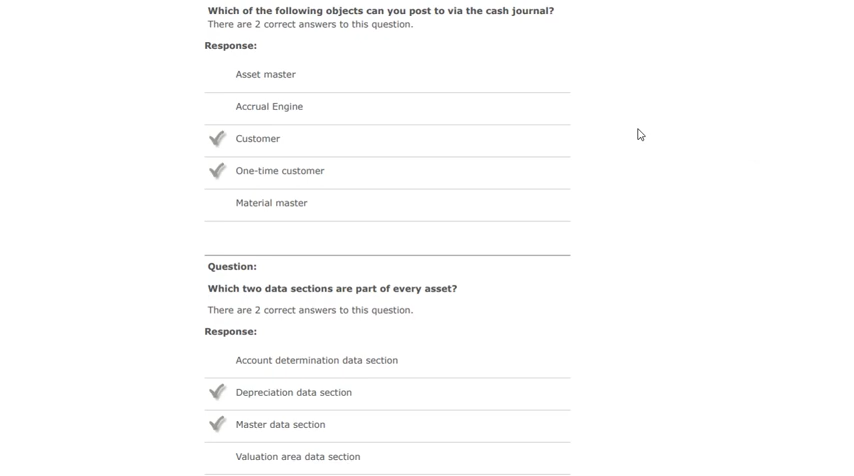 Which of the following objects can you post to via the cash journal?
There are 2 correct answers to this question.
Response:
Asset master
Accrual Engine
Customer
One-time customer
Material master
Question:
Which two data sections are part of every asset?
There are 2 correct answers to this question.
Response:
Account determination data section
Depreciation data section
Master data section
Valuation area data section